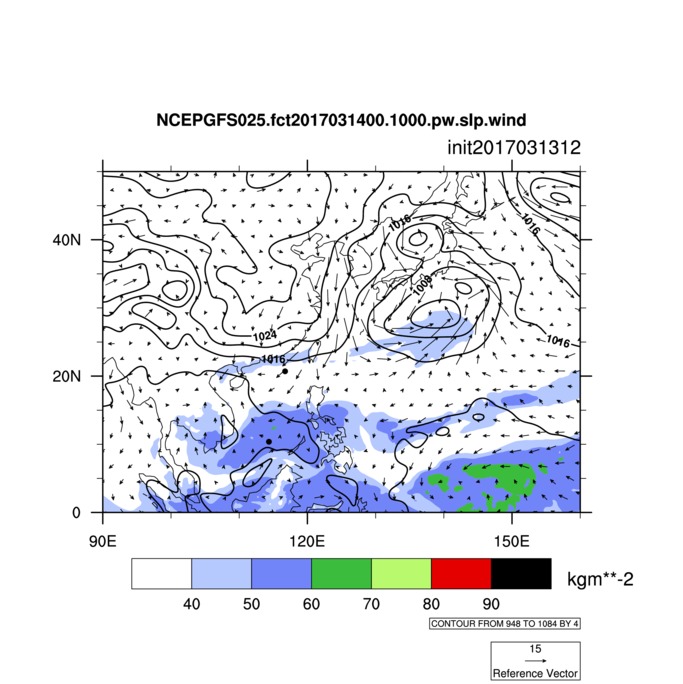 NCEPGFS025.fct2017031400.1000.pw.slp.wind
init2017031312
1016
1016
40N
1008
1024
1016
1016
20N
0
90E 120E 150E
40 50 60 70 80 90
kgm**-2
CONTOUR FROM 948 TO 1084 BY 4
15
Reference Vector